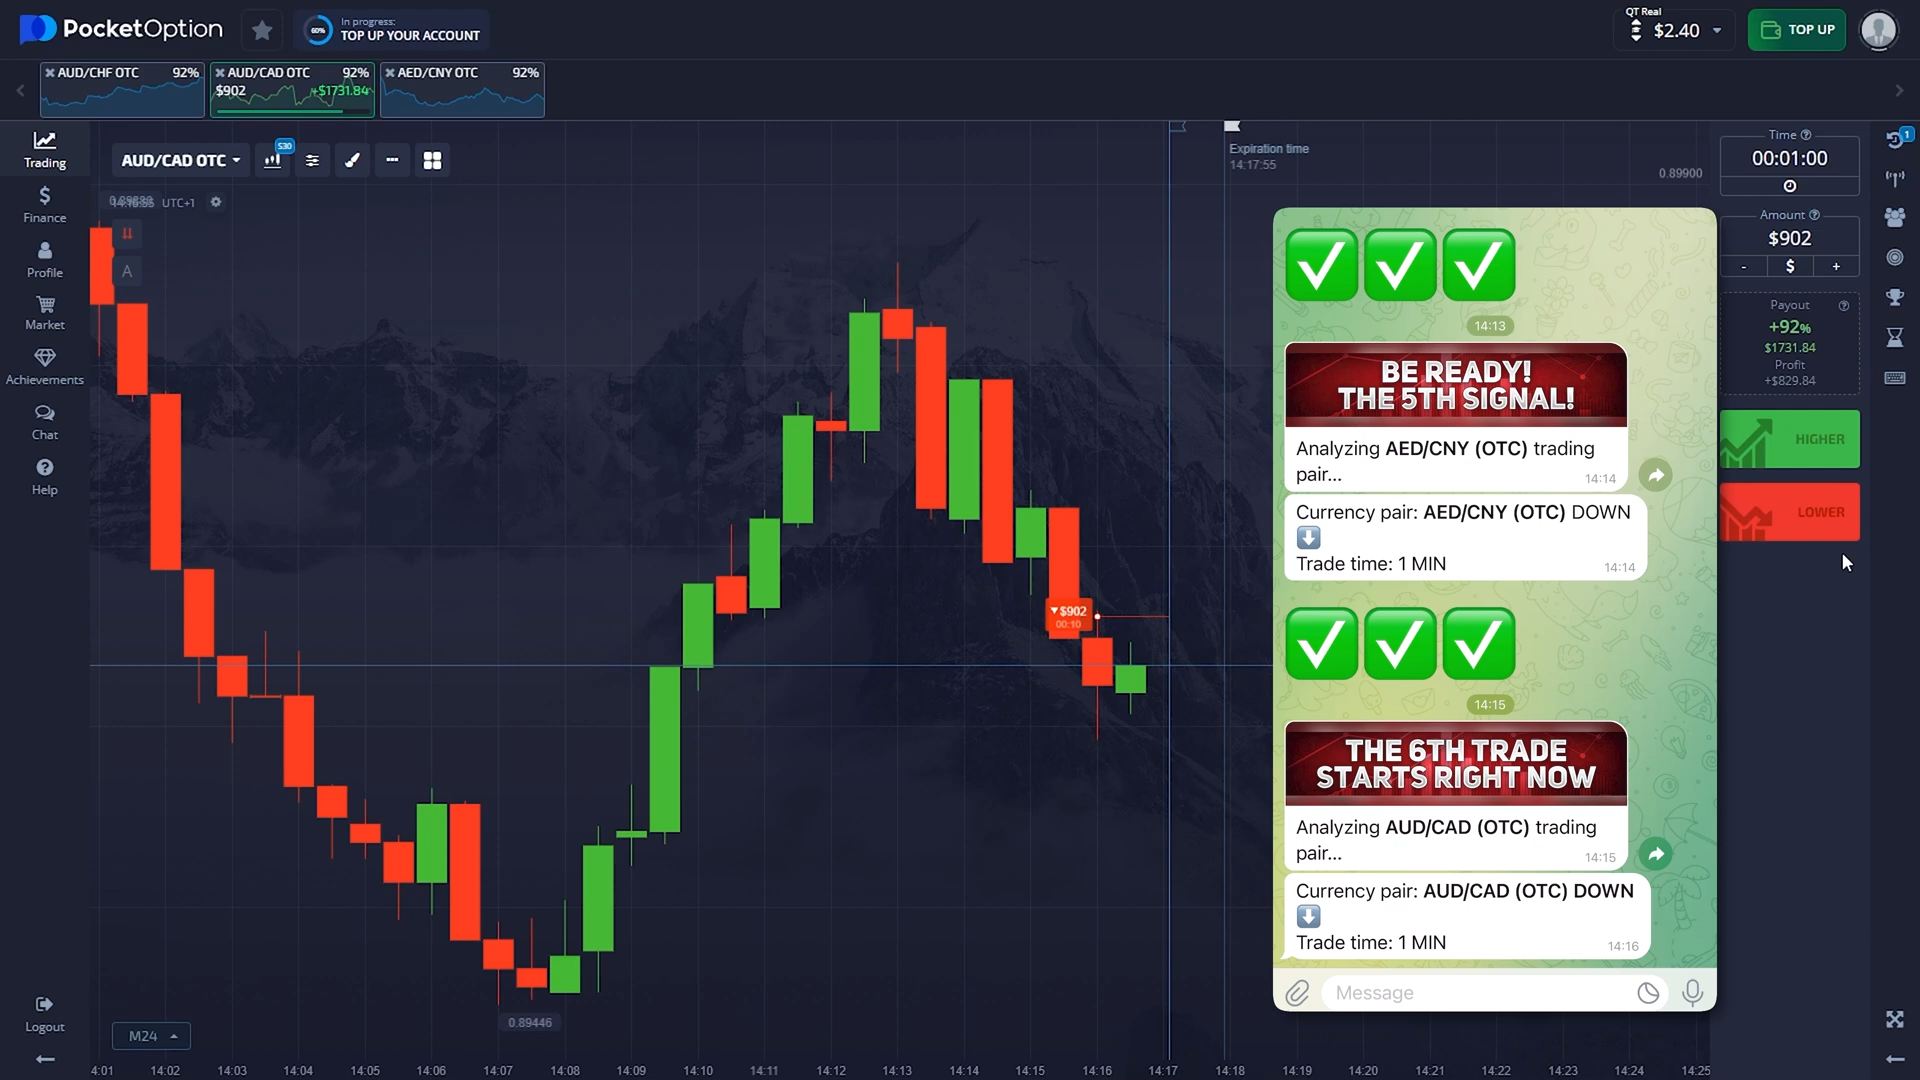 PocketOption
60%
In progress:
TOP UP YOUR ACCOUNT
QT Real
$2.40
TOP UP
AUD/CHF OTC 92%
AUD/CAD OTC 92%
$902 +$1731.84
AED/CNY OTC 92%
Trading
Finance
Profile
Market
Achievements
Chat
Help
Logout
AUD/CAD OTC
S30
UTC+1
A
Expiration time
14:17:55
0.89900
▼$902
00:10
0.89446
M24
4:01 14:02 14:03 14:04 14:05 14:06 14:07 14:08 14:09 14:10 14:11 14:12 14:13 14:14 14:15 14:16 14:17 14:18 14:19 14:20 14:21 14:22 14:23 14:24 14:25
14:13
BE READY!
THE 5TH SIGNAL!
Analyzing AED/CNY (OTC) trading
pair...
14:14
Currency pair: AED/CNY (OTC) DOWN
Trade time: 1 MIN
14:14
14:15
THE 6TH TRADE
STARTS RIGHT NOW
Analyzing AUD/CAD (OTC) trading
pair...
14:15
Currency pair: AUD/CAD (OTC) DOWN
Trade time: 1 MIN
14:16
Message
Time
00:01:00
Amount
$902
- $ +
Payout
+92%
$1731.84
Profit
+$829.84
HIGHER
LOWER
1